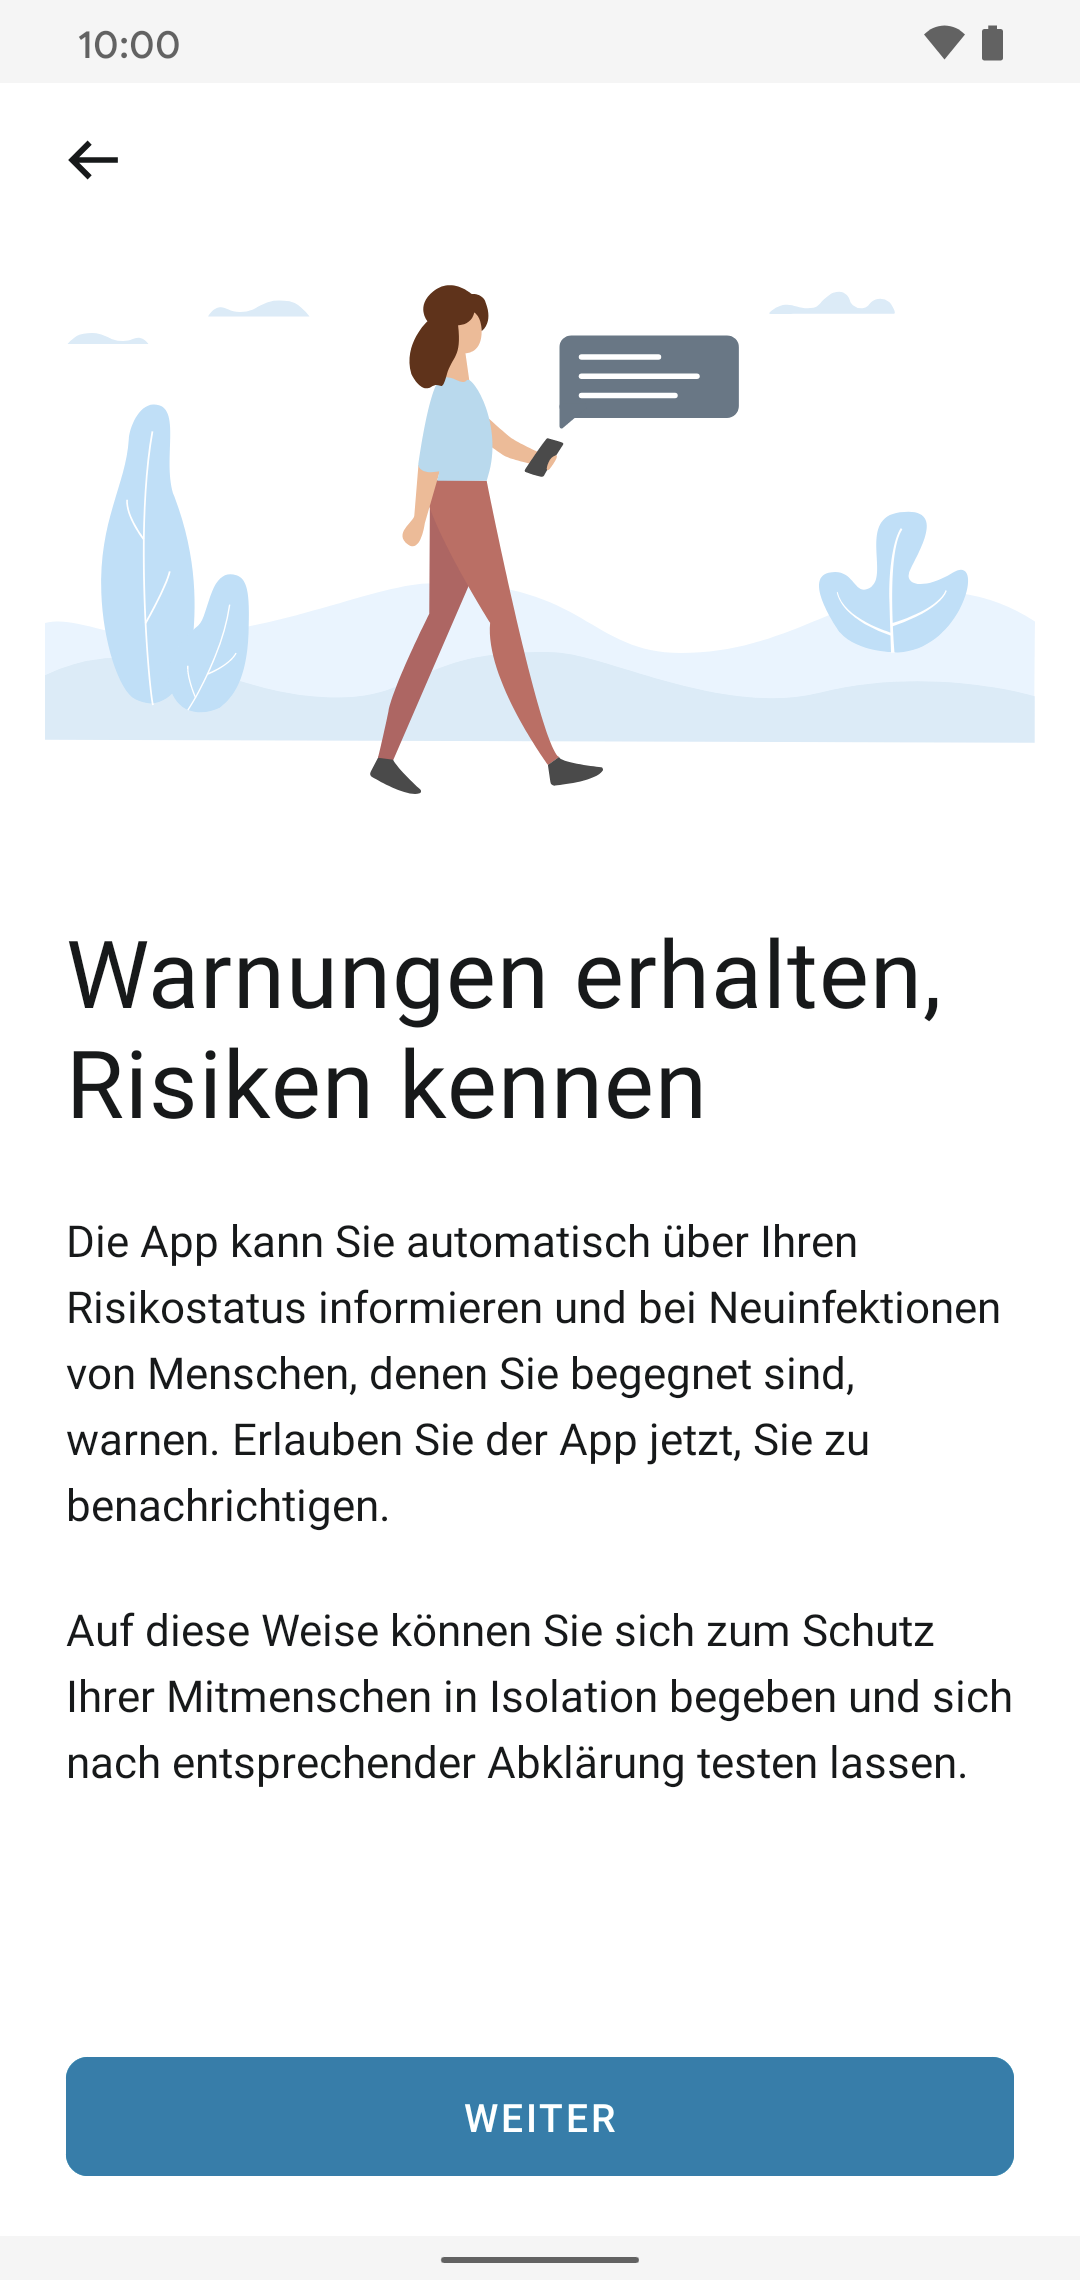 10:00
Warnungen erhalten,
Risiken kennen
Die App kann Sie automatisch über Ihren
Risikostatus informieren und bei Neuinfektionen
von Menschen, denen Sie begegnet sind,
warnen. Erlauben Sie der App jetzt, Sie zu
benachrichtigen.
Auf diese Weise können Sie sich zum Schutz
Ihrer Mitmenschen in Isolation begeben und sich
nach entsprechender Abklärung testen lassen.
WEITER